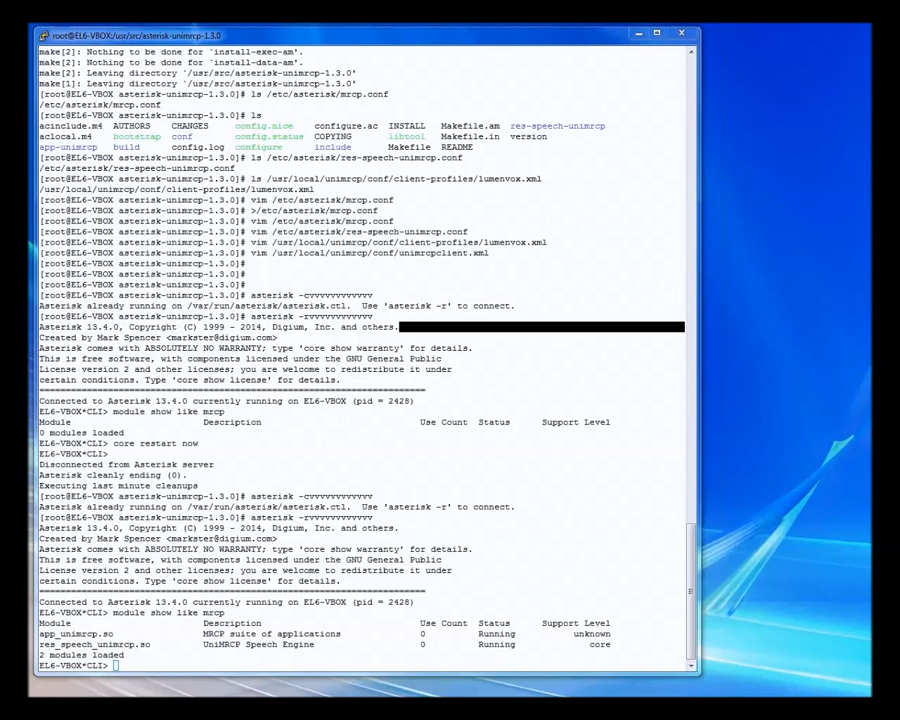 root@EL6-VBOX:/usr/src/asterisk-unimrcp-1.3.0
make[2]: Nothing to be done for `install-exec-am'.
make[2]: Nothing to be done for `install-data-am'.
make[2]: Leaving directory `/usr/src/asterisk-unimrcp-1.3.0'
make[1]: Leaving directory `/usr/src/asterisk-unimrcp-1.3.0'
[root@EL6-VBOX asterisk-unimrcp-1.3.0]# ls /etc/asterisk/mrcp.conf
/etc/asterisk/mrcp.conf
[root@EL6-VBOX asterisk-unimrcp-1.3.0]# ls
acinclude.m4 AUTHORS CHANGES config.nice configure.ac INSTALL Makefile.am res-speech-unimrcp
aclocal.m4 bootstrap conf config.status COPYING libtool Makefile.in version
app-unimrcp build config.log configure include Makefile README
[root@EL6-VBOX asterisk-unimrcp-1.3.0]# ls /etc/asterisk/res-speech-unimrcp.conf
/etc/asterisk/res-speech-unimrcp.conf
[root@EL6-VBOX asterisk-unimrcp-1.3.0]# ls /usr/local/unimrcp/conf/client-profiles/lumenvox.xml
/usr/local/unimrcp/conf/client-profiles/lumenvox.xml
[root@EL6-VBOX asterisk-unimrcp-1.3.0]# vim /etc/asterisk/mrcp.conf
[root@EL6-VBOX asterisk-unimrcp-1.3.0]# >/etc/asterisk/mrcp.conf
[root@EL6-VBOX asterisk-unimrcp-1.3.0]# vim /etc/asterisk/mrcp.conf
[root@EL6-VBOX asterisk-unimrcp-1.3.0]# vim /etc/asterisk/res-speech-unimrcp.conf
[root@EL6-VBOX asterisk-unimrcp-1.3.0]# vim /usr/local/unimrcp/conf/client-profiles/lumenvox.xml
[root@EL6-VBOX asterisk-unimrcp-1.3.0]# vim /usr/local/unimrcp/conf/unimrcpclient.xml
[root@EL6-VBOX asterisk-unimrcp-1.3.0]#
[root@EL6-VBOX asterisk-unimrcp-1.3.0]#
[root@EL6-VBOX asterisk-unimrcp-1.3.0]#
[root@EL6-VBOX asterisk-unimrcp-1.3.0]# asterisk -cvvvvvvvvvvvv
Asterisk already running on /var/run/asterisk/asterisk.ctl. Use 'asterisk -r' to connect.
[root@EL6-VBOX asterisk-unimrcp-1.3.0]# asterisk -rvvvvvvvvvvvv
Asterisk 13.4.0, Copyright (C) 1999 - 2014, Digium, Inc. and others.
Created by Mark Spencer <markster@digium.com>
Asterisk comes with ABSOLUTELY NO WARRANTY; type 'core show warranty' for details.
This is free software, with components licensed under the GNU General Public
License version 2 and other licenses; you are welcome to redistribute it under
certain conditions. Type 'core show license' for details.
=========================================================================
Connected to Asterisk 13.4.0 currently running on EL6-VBOX (pid = 2428)
EL6-VBOX*CLI> module show like mrcp
Module Description Use Count Status Support Level
0 modules loaded
EL6-VBOX*CLI> core restart now
EL6-VBOX*CLI>
Disconnected from Asterisk server
Asterisk cleanly ending (0).
Executing last minute cleanups
[root@EL6-VBOX asterisk-unimrcp-1.3.0]# asterisk -cvvvvvvvvvvvv
Asterisk already running on /var/run/asterisk/asterisk.ctl. Use 'asterisk -r' to connect.
[root@EL6-VBOX asterisk-unimrcp-1.3.0]# asterisk -rvvvvvvvvvvvv
Asterisk 13.4.0, Copyright (C) 1999 - 2014, Digium, Inc. and others.
Created by Mark Spencer <markster@digium.com>
Asterisk comes with ABSOLUTELY NO WARRANTY; type 'core show warranty' for details.
This is free software, with components licensed under the GNU General Public
License version 2 and other licenses; you are welcome to redistribute it under
certain conditions. Type 'core show license' for details.
=========================================================================
Connected to Asterisk 13.4.0 currently running on EL6-VBOX (pid = 2428)
EL6-VBOX*CLI> module show like mrcp
Module Description Use Count Status Support Level
app_unimrcp.so MRCP suite of applications 0 Running unknown
res_speech_unimrcp.so UniMRCP Speech Engine 0 Running core
2 modules loaded
EL6-VBOX*CLI>